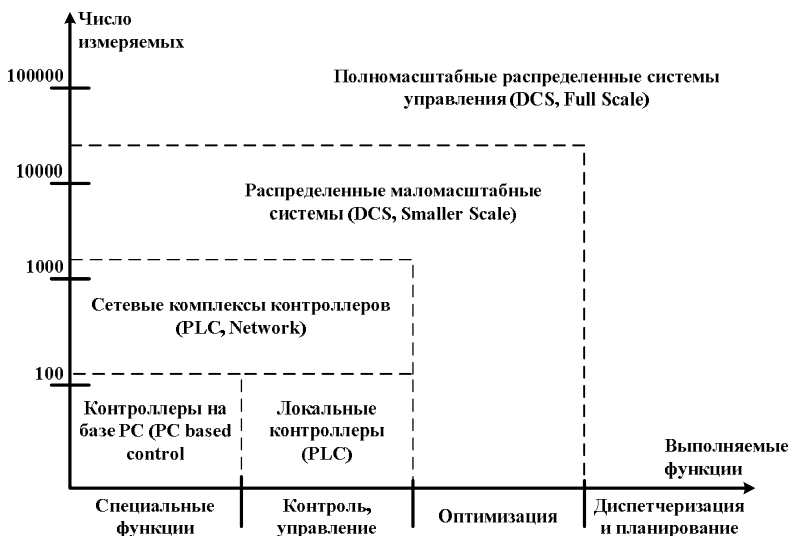 Число
измеряемых
100000
Полномасштабные распределенные системы
управления (DCS, Full Scale)
10000
Распределенные маломасштабные
системы (DCS, Smaller Scale)
1000
Сетевые комплексы контроллеров
(PLC, Network)
100
Контроллеры на
базе PC (PC based
control
Локальные
контроллеры
(PLC)
Выполняемые
функции
Специальные
функции
Контроль,
управление
Оптимизация
Диспетчеризация
и планирование